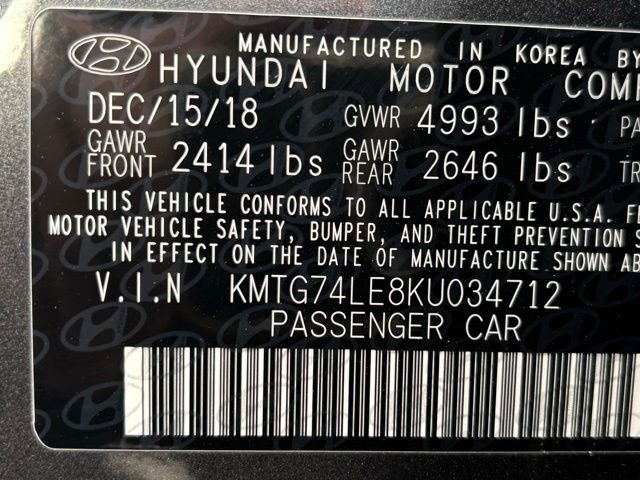 MANUFACTURED IN KOREA BY
HYUNDAI MOTOR
DEC/15/18 GVWR 4993 lbs
GAWR FRONT 2414 lbs GAWR REAR 2646 lbs
THIS VEHICLE CONFORMS TO ALL APPLICABLE U.S.A.
MOTOR VEHICLE SAFETY, BUMPER, AND THEFT PREVENTION
IN EFFECT ON THE DATE OF MANUFACTURE SHOWN
V.I.N KMTG74LE8KU034712
PASSENGER CAR